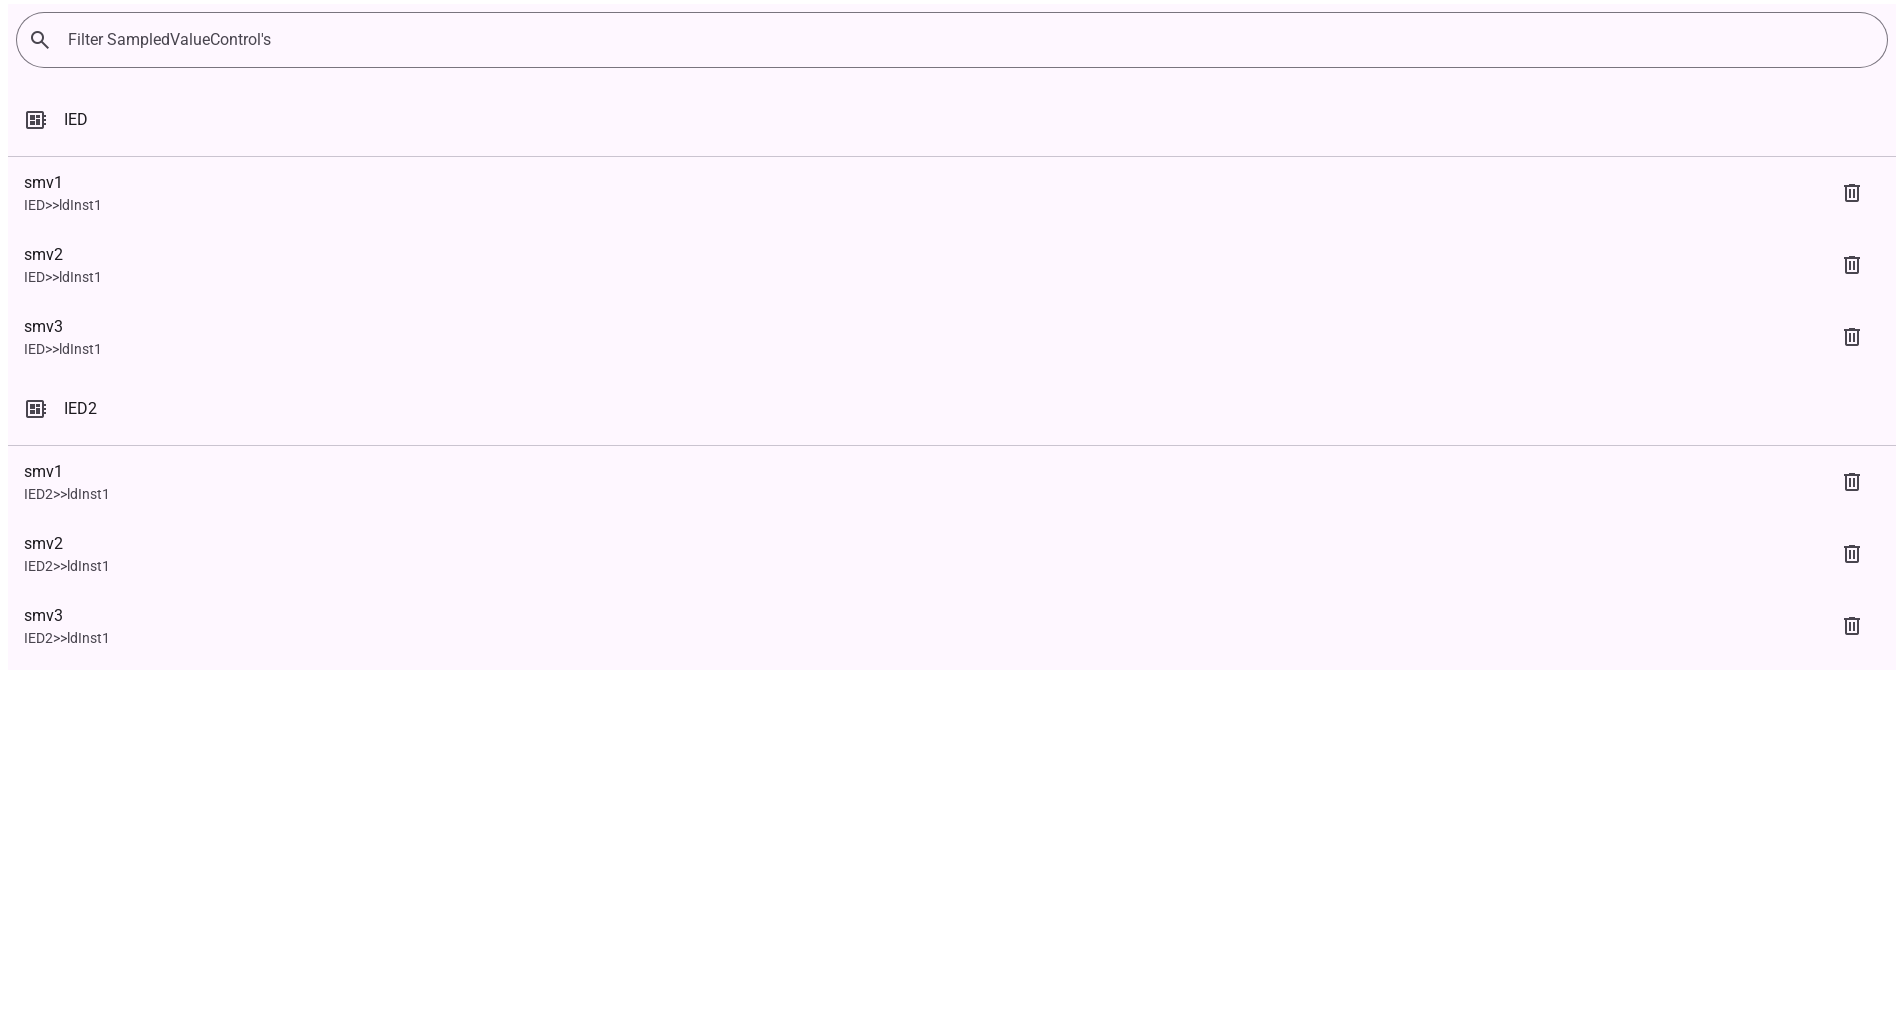 Filter SampledValueControl's
IED
smv1
IED>>ldInst1
smv2
IED>>ldInst1
smv3
IED>>ldInst1
IED2
smv1
IED2>>ldInst1
smv2
IED2>>ldInst1
smv3
IED2>>ldInst1